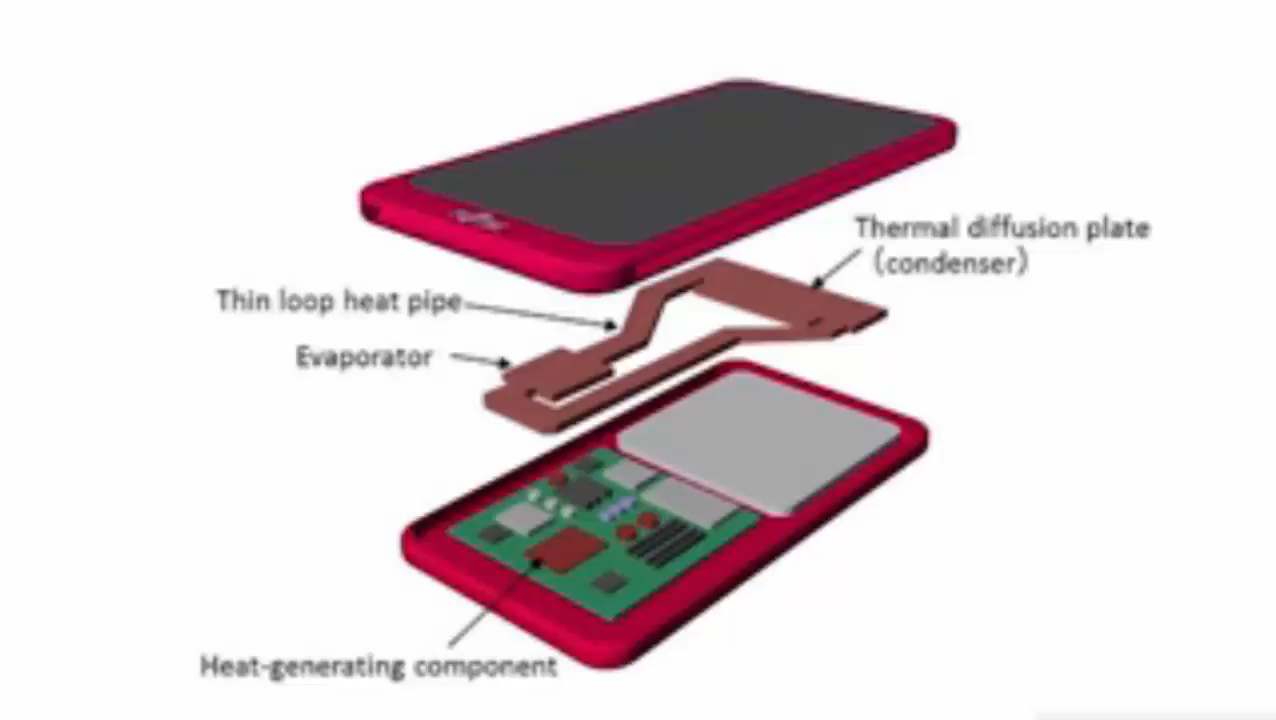 Thermal diffusion plate
(condenser)
Thin loop heat pipe
Evaporator
Heat-generating component